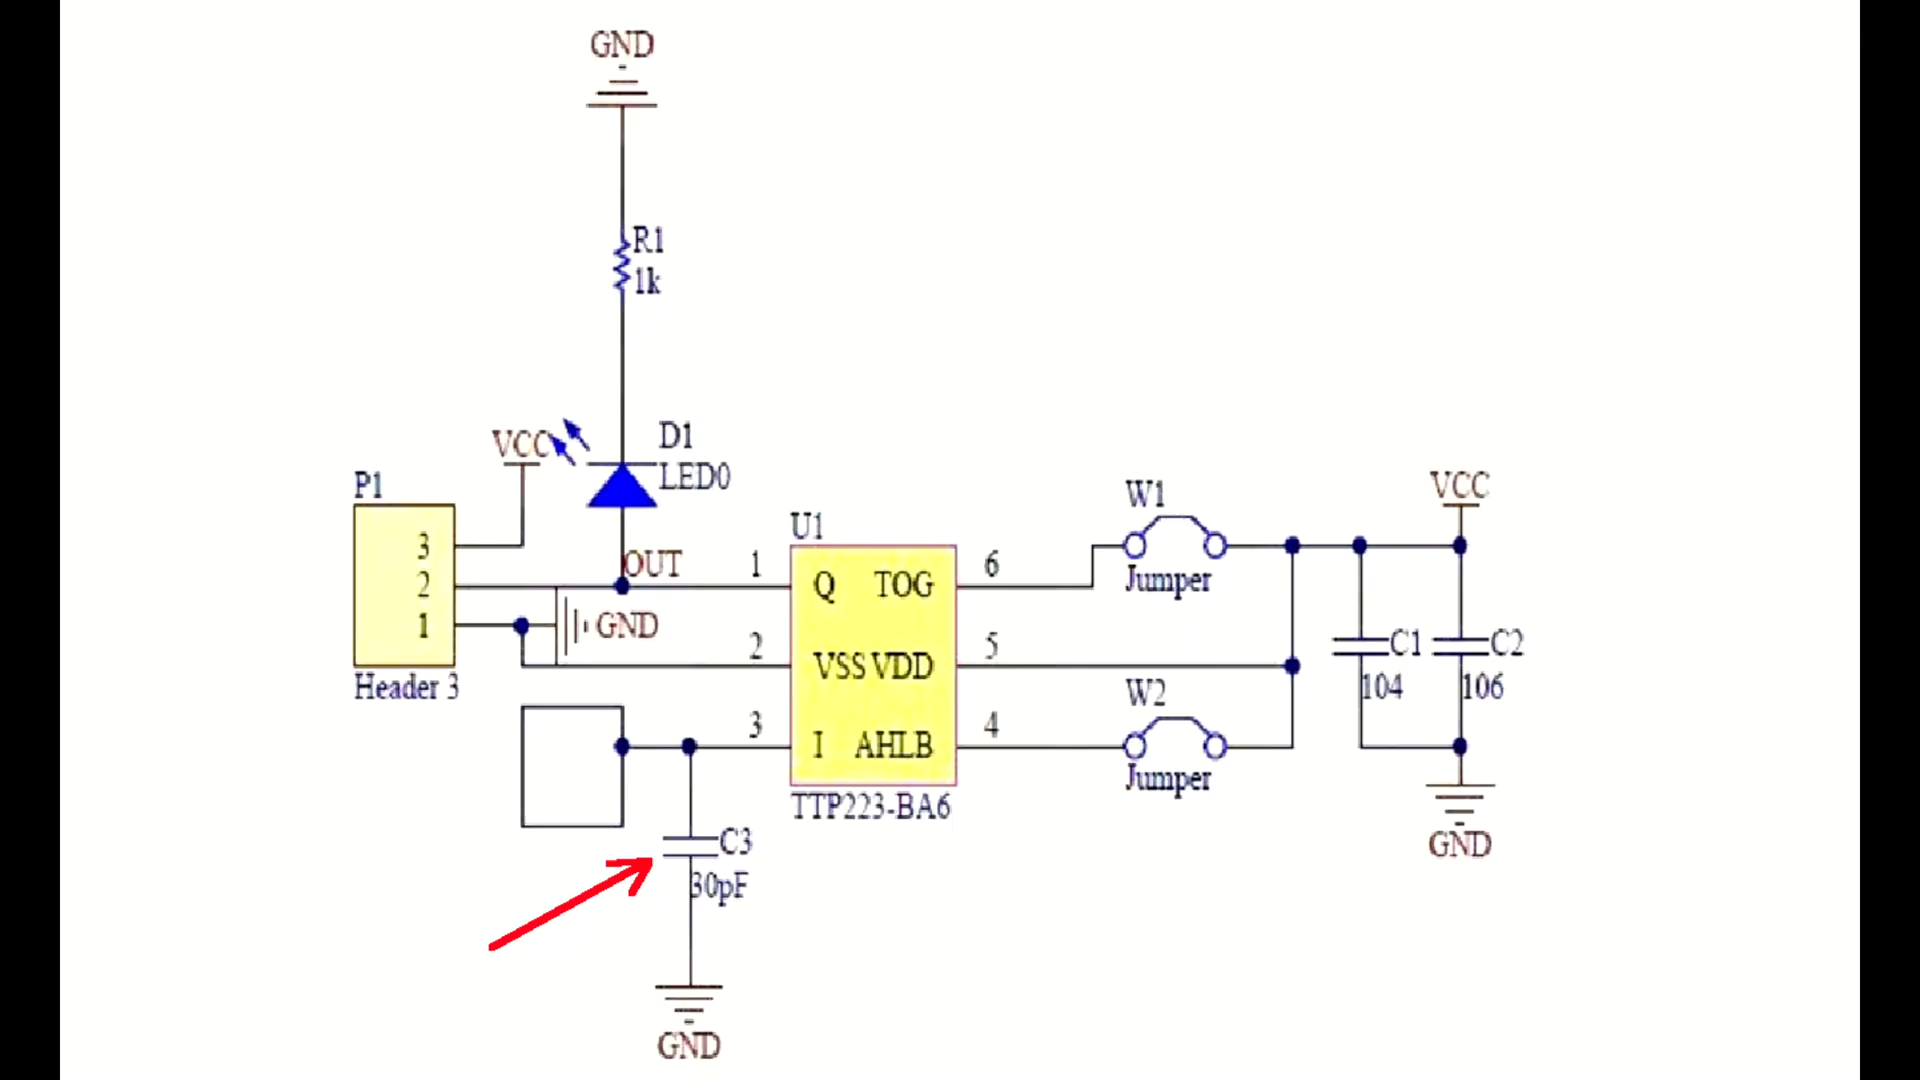 GND
R1
1k
VCC
D1
LED0
P1
3
2
1
Header 3
OUT
GND
U1
1
2
3
Q TOG
VSS VDD
I AHLB
6
5
4
TTP223-BA6
W1
Jumper
W2
Jumper
VCC
C1
104
C2
106
GND
C3
30pF
GND